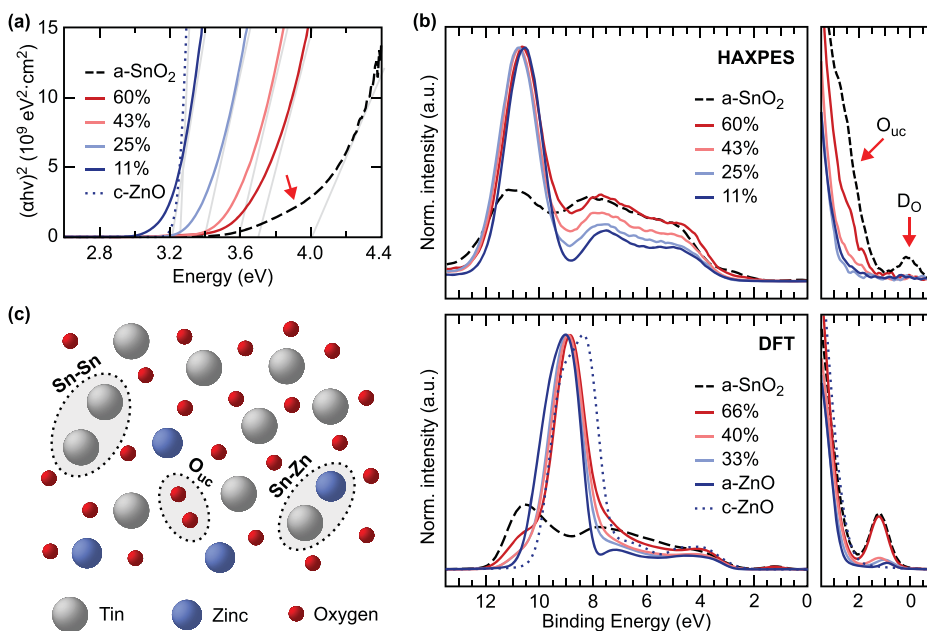 (a)
15
10
5
0
(αhν)² (10⁹ eV²·cm²)
a-SnO₂
60%
43%
25%
11%
c-ZnO
2.8 3.2 3.6 4.0 4.4
Energy (eV)
(b)
HAXPES
a-SnO₂
60%
43%
25%
11%
Norm. intensity (a.u.)
O_uc
D_O
DFT
a-SnO₂
66%
40%
33%
a-ZnO
c-ZnO
Norm. intensity (a.u.)
12 10 8 6 4 2 0
2 0
Binding Energy (eV)
(c)
Sn-Sn
O_uc
Sn-Zn
Tin Zinc Oxygen